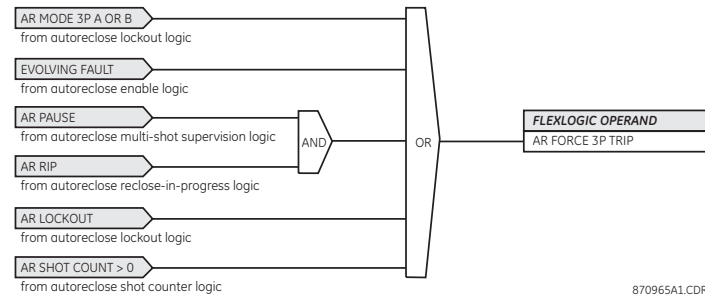 AR MODE 3P A OR B
from autoreclose lockout logic
EVOLVING FAULT
from autoreclose enable logic
AR PAUSE
from autoreclose multi-shot supervision logic
AR RIP
from autoreclose reclose-in-progress logic
AR LOCKOUT
from autoreclose lockout logic
AR SHOT COUNT > 0
from autoreclose shot counter logic
AND
OR
FLEXLOGIC OPERAND
AR FORCE 3P TRIP
870965A1.CDR